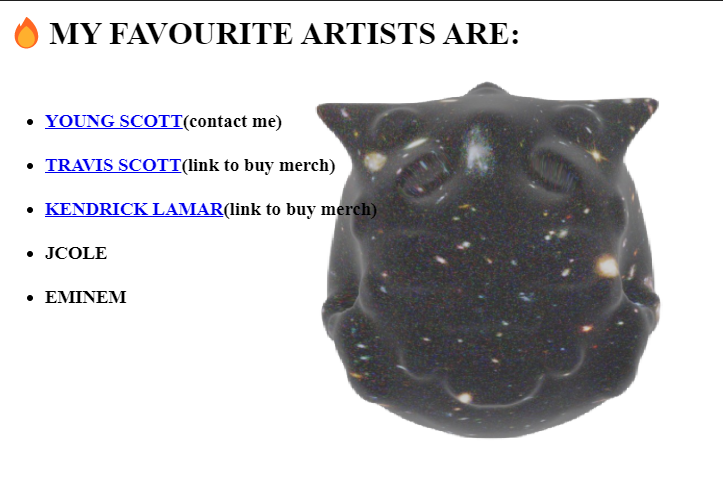 🔥 MY FAVOURITE ARTISTS ARE:
YOUNG SCOTT(contact me)
TRAVIS SCOTT(link to buy merch)
KENDRICK LAMAR(link to buy merch)
JCOLE
EMINEM